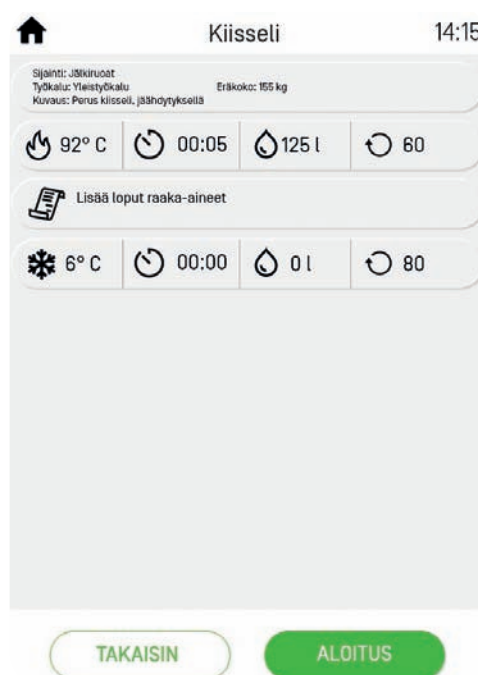 Kiisseli 14:15
Sijainti: Jälkiruoat
Työkalu: Yleistyökalu Eräkoko: 155 kg
Kuvaus: Perus kiisseli, jäähdytyksellä
92° C 00:05 125 l 60
Lisää loput raaka-aineet
6° C 00:00 0 l 80
TAKAISIN ALOITUS